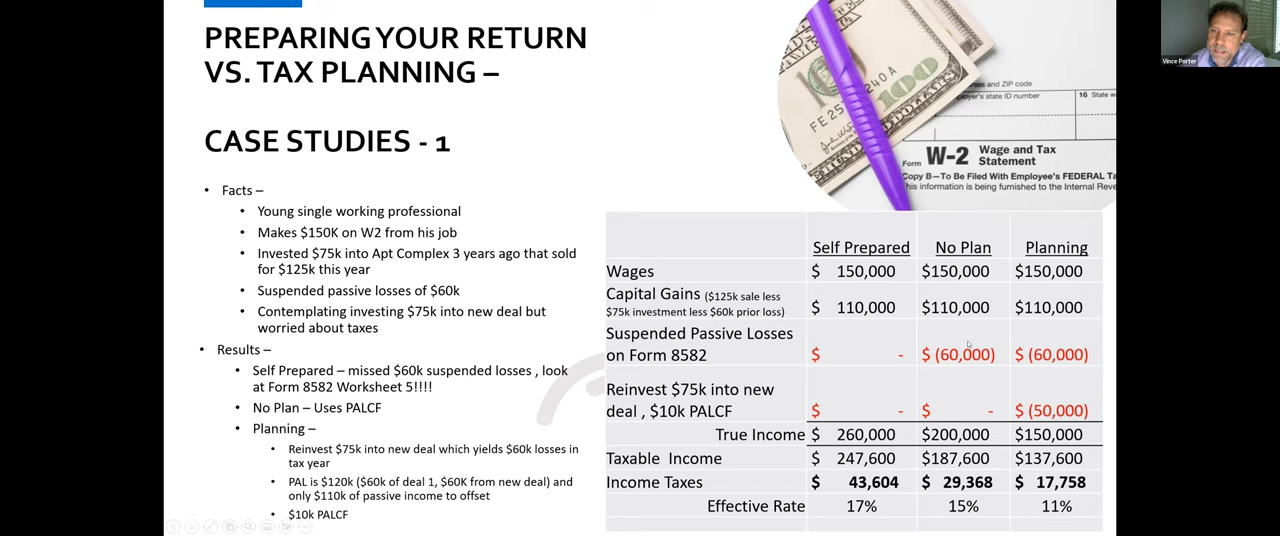 PREPARING YOUR RETURN
VS. TAX PLANNING –
CASE STUDIES - 1
• Facts –
• Young single working professional
• Makes $150K on W2 from his job
• Invested $75k into Apt Complex 3 years ago that sold
for $125k this year
• Suspended passive losses of $60k
• Contemplating investing $75k into new deal but
worried about taxes
• Results –
• Self Prepared – missed $60k suspended losses , look
at Form 8582 Worksheet 5!!!!
• No Plan – Uses PALCF
• Planning –
• Reinvest $75k into new deal which yields $60k losses in
tax year
• PAL is $120k ($60k of deal 1, $60K from new deal) and
only $110k of passive income to offset
• $10k PALCF
100
and ZIP code
ployer's state ID number
16 State
Form W-2 Wage and Tax
Statement
Copy B—To Be Filed With Employee's FEDERAL
This information is being furnished to the Internal
Vince Porter
Self Prepared No Plan Planning
Wages $ 150,000 $150,000 $150,000
Capital Gains ($125k sale less
$75k investment less $60k prior loss) $ 110,000 $110,000 $110,000
Suspended Passive Losses
on Form 8582 $ - $ (60,000) $ (60,000)
Reinvest $75k into new
deal , $10k PALCF $ - $ - $ (50,000)
True Income $ 260,000 $200,000 $150,000
Taxable Income $ 247,600 $187,600 $137,600
Income Taxes $ 43,604 $ 29,368 $ 17,758
Effective Rate 17% 15% 11%